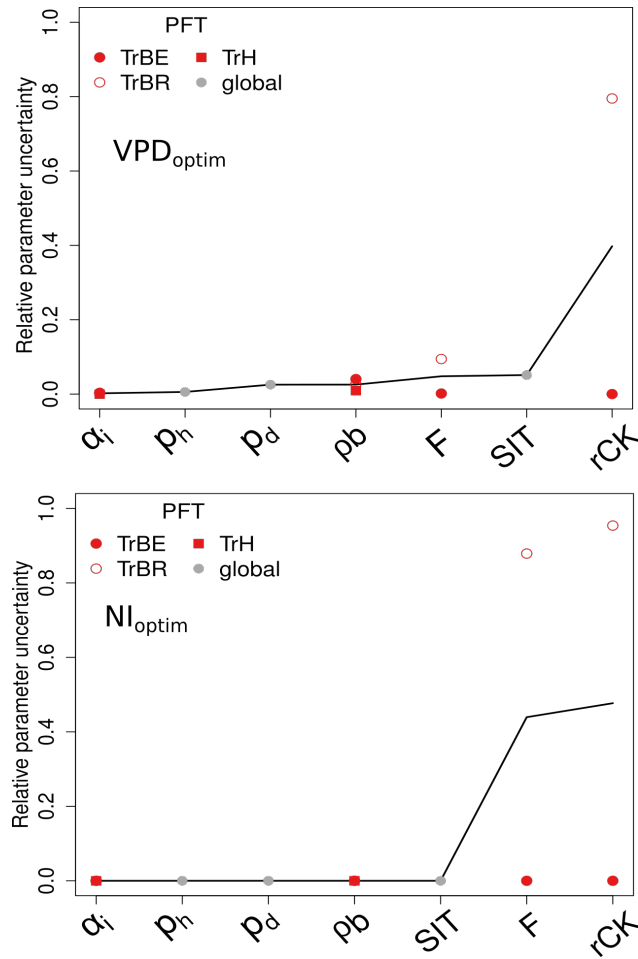 PFT
TrBE TrH
TrBR global
VPDoptim
Relative parameter uncertainty
0.0 0.2 0.4 0.6 0.8 1.0
αi ph pd ρb F SIT rCK
PFT
TrBE TrH
TrBR global
NIoptim
Relative parameter uncertainty
0.0 0.2 0.4 0.6 0.8 1.0
αi ph pd ρb SIT F rCK